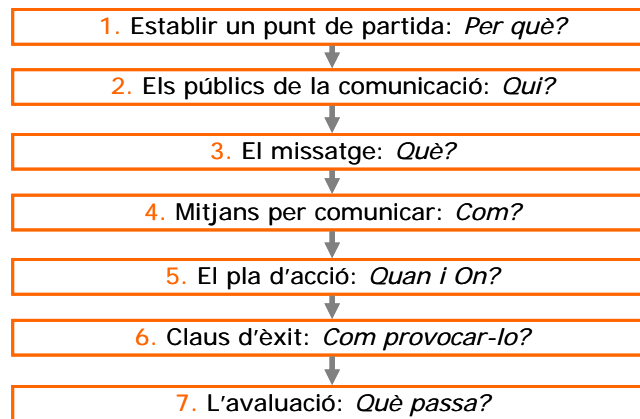 1. Establir un punt de partida: Per què?
2. Els públics de la comunicació: Qui?
3. El missatge: Què?
4. Mitjans per comunicar: Com?
5. El pla d'acció: Quan i On?
6. Claus d'èxit: Com provocar-lo?
7. L'avaluació: Què passa?